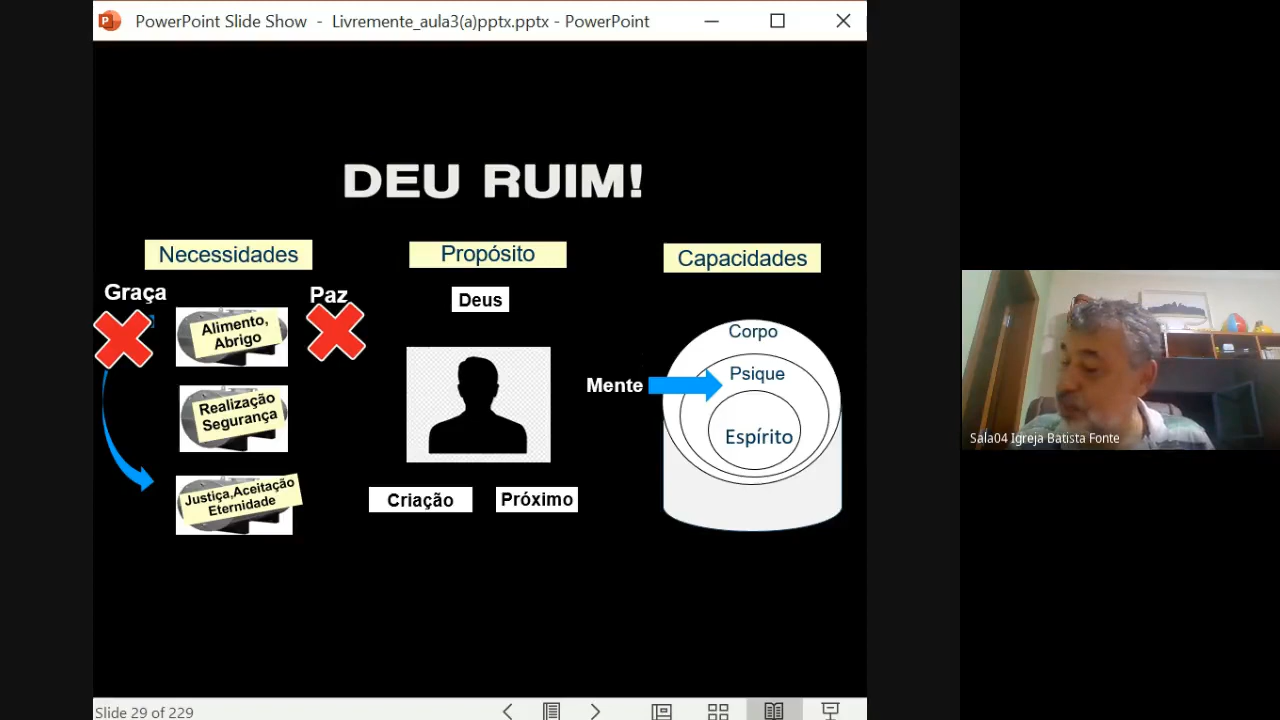 PowerPoint Slide Show - Livremente_aula3(a)pptx.pptx - PowerPoint
DEU RUIM!
Necessidades
Propósito
Capacidades
Graça
Paz
Deus
Alimento,
Abrigo
Realização
Segurança
Justiça,Aceitação
Eternidade
Criação
Próximo
Mente
Corpo
Psique
Espírito
Sala04 Igreja Batista Fonte
Slide 29 of 229